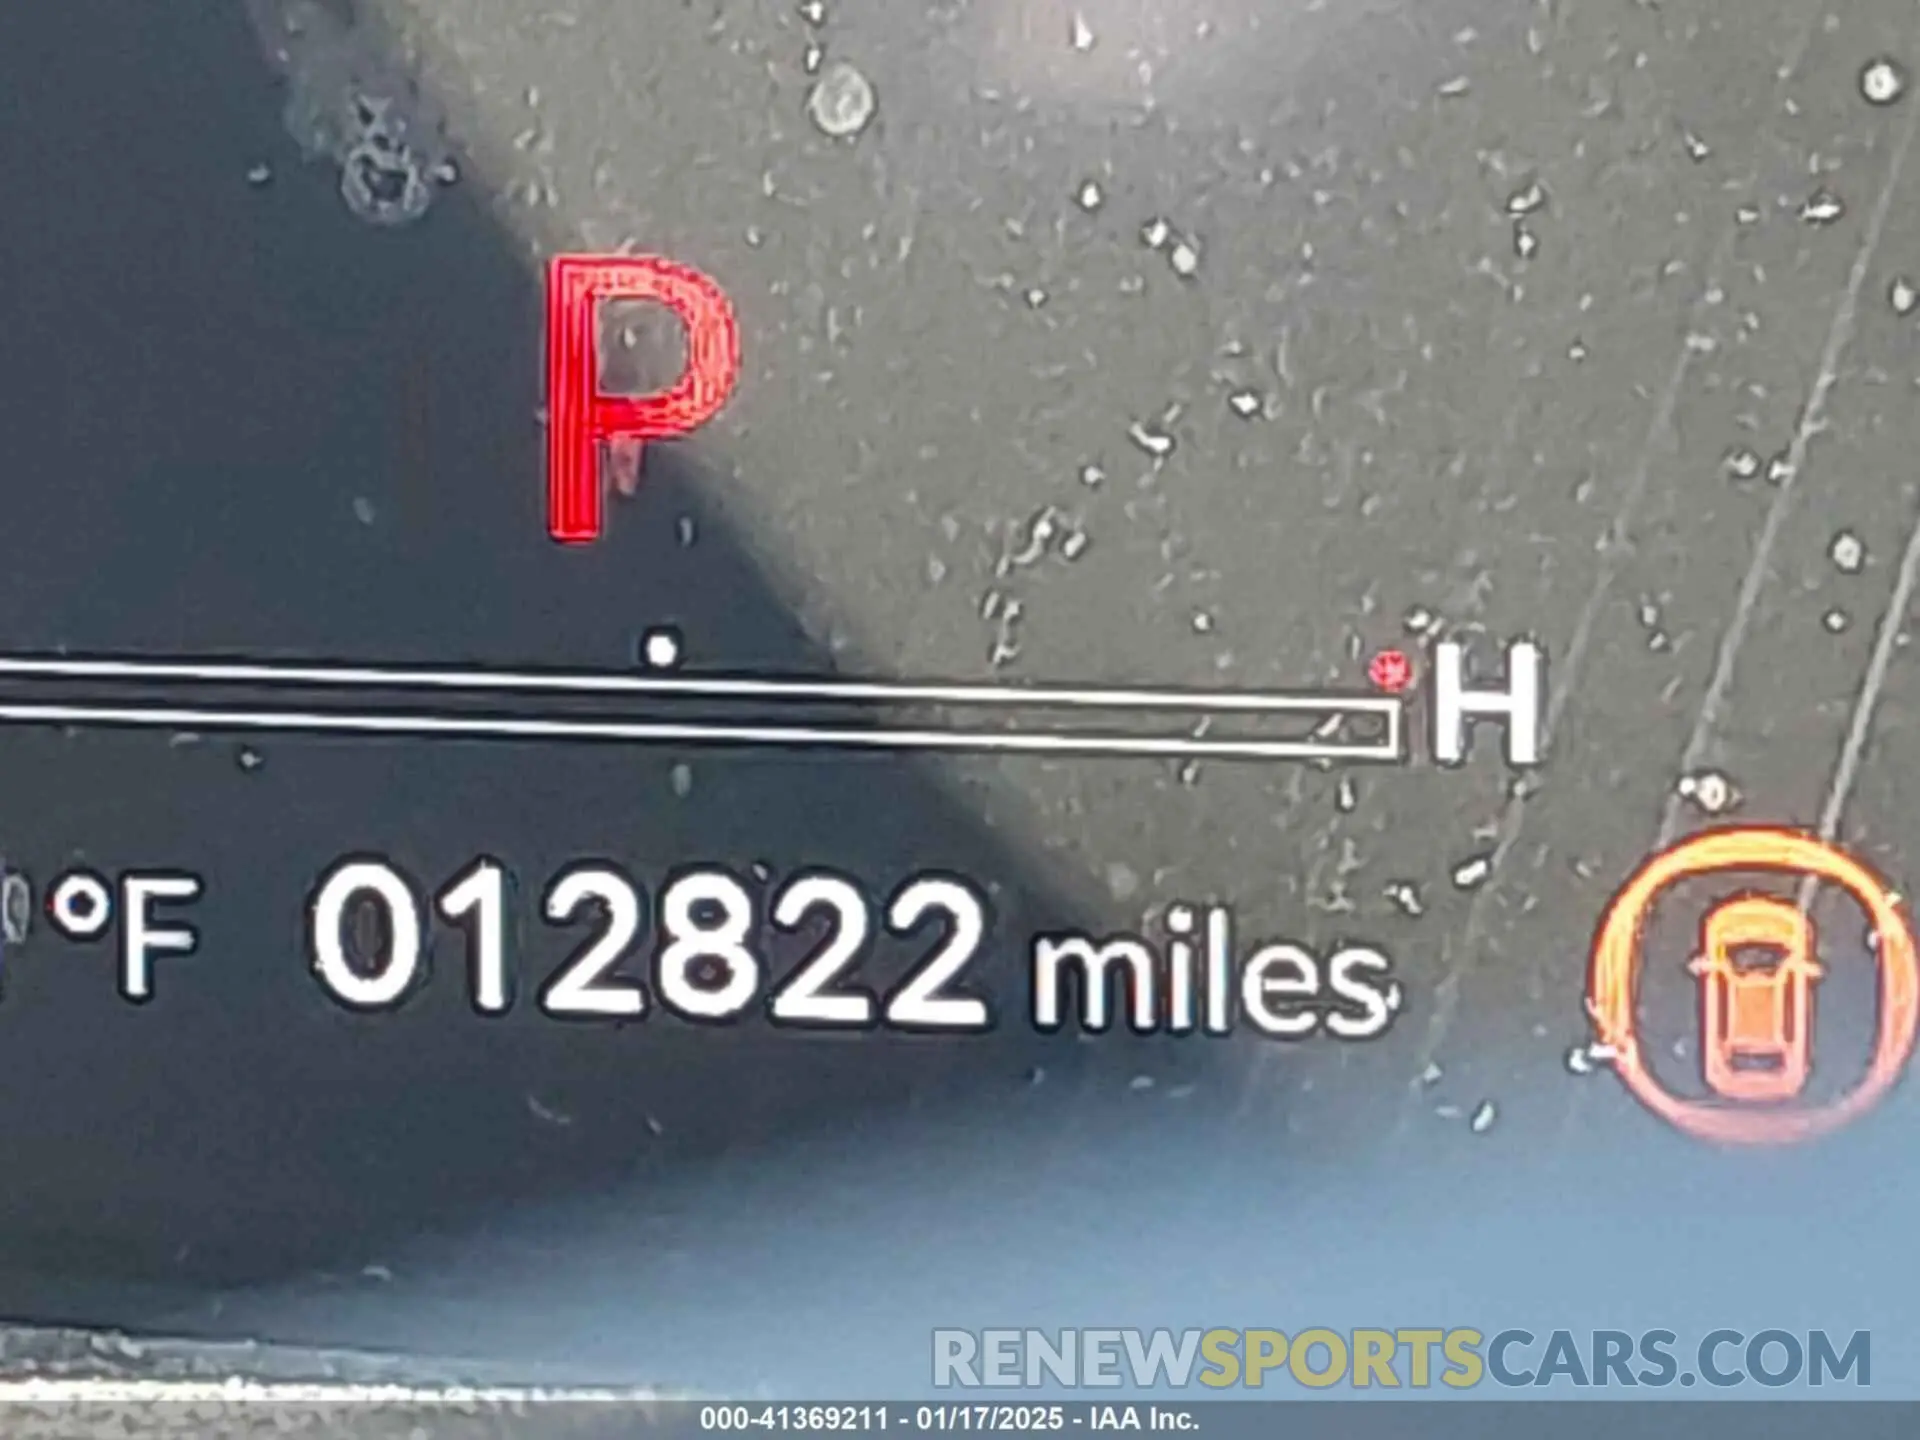 P
H
°F 012822 miles
RENEWSPORTSCARS.COM
000-41369211 - 01/17/2025 - IAA Inc.